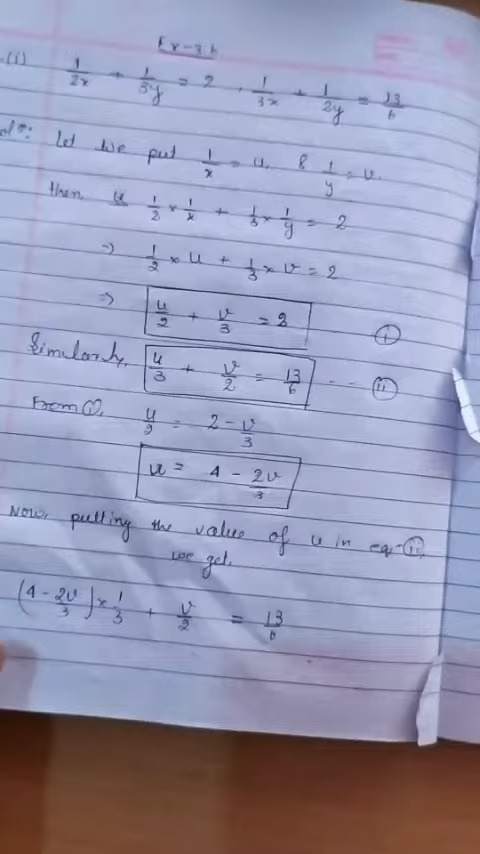 Ex-3.6
(i) 1/2x + 1/3y = 2 , 1/3x + 1/2y = 13/6
Let we put 1/x = u. & 1/y = v.
then u 1/2 × 1/x + 1/3 × 1/y = 2
⇒ 1/2 × u + 1/3 × v = 2
⇒ u/2 + v/3 = 2 (i)
Similarly, u/3 + v/2 = 13/6 -- (ii)
From (i), u/2 = 2 - v/3
u = 4 - 2v/3
Now, putting the value of u in eq-(ii),
we get,
(4 - 2v/3) × 1/3 + v/2 = 13/6